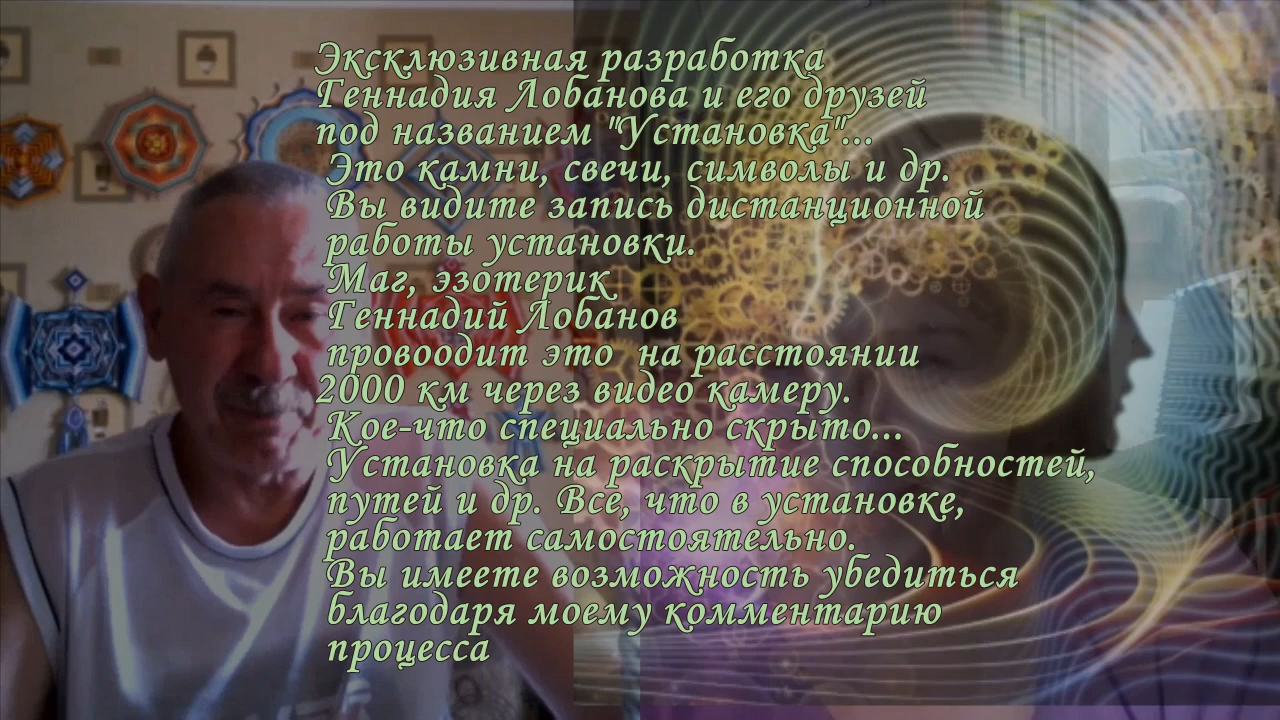 Эксклюзивная разработка
Геннадия Лобанова и его друзей
под названием "Установка"...
Это камни, свечи, символы и др.
Вы видите запись дистанционной
работы установки.
Маг, эзотерик
Геннадий Лобанов
провоодит это на расстоянии
2000 км через видео камеру.
Кое-что специально скрыто...
Установка на раскрытие способностей,
путей и др. Все, что в установке,
работает самостоятельно.
Вы имеете возможность убедиться
благодаря моему комментарию
процесса